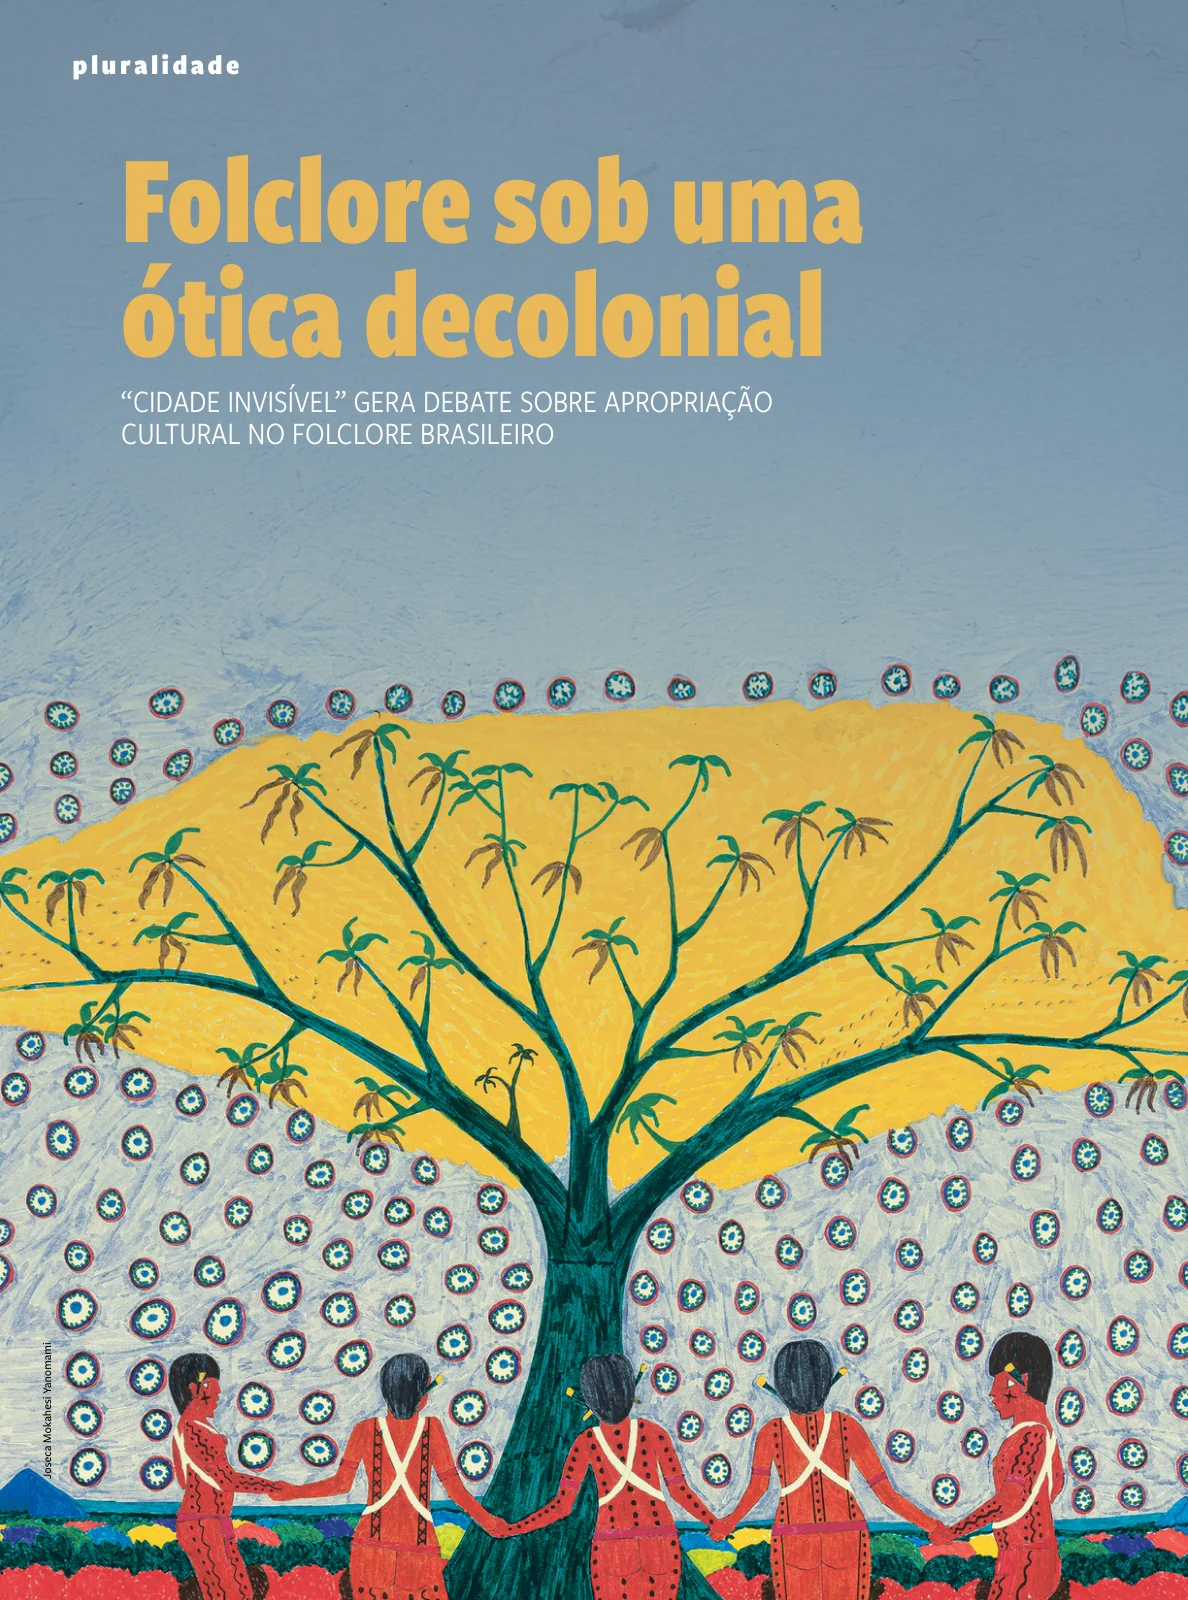 pluralidade
Folclore sob uma
ótica decolonial
“CIDADE INVISÍVEL” GERA DEBATE SOBRE APROPRIAÇÃO
CULTURAL NO FOLCLORE BRASILEIRO
Joseca Mokahesi Yanomami